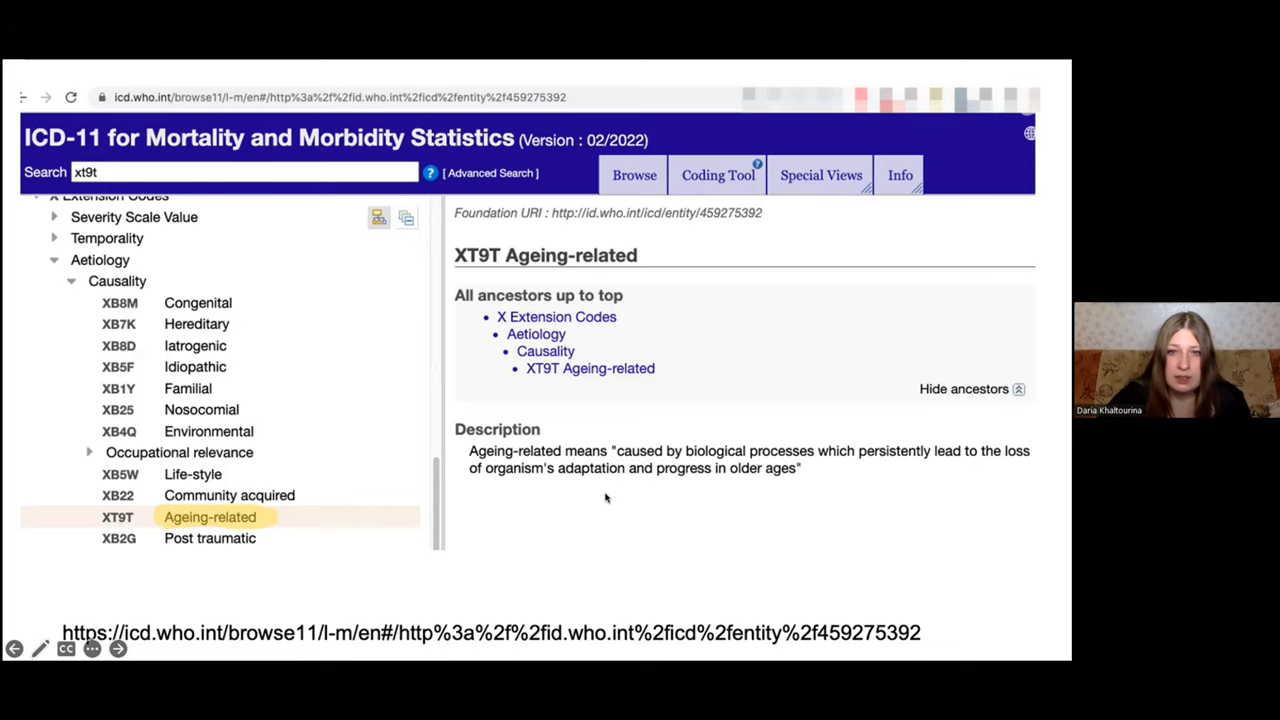 icd.who.int/browse11/l-m/en#/http%3a%2f%2fid.who.int%2ficd%2fentity%2f459275392
ICD-11 for Mortality and Morbidity Statistics (Version : 02/2022)
Search xt9t ? [ Advanced Search ]
Browse
Coding Tool ?
Special Views
Info
X Extension Codes
Severity Scale Value
Temporality
Aetiology
Causality
XB8M Congenital
XB7K Hereditary
XB8D Iatrogenic
XB5F Idiopathic
XB1Y Familial
XB25 Nosocomial
XB4Q Environmental
Occupational relevance
XB5W Life-style
XB22 Community acquired
XT9T Ageing-related
XB2G Post traumatic
Foundation URI : http://id.who.int/icd/entity/459275392
XT9T Ageing-related
All ancestors up to top
X Extension Codes
Aetiology
Causality
XT9T Ageing-related
Hide ancestors
Description
Ageing-related means "caused by biological processes which persistently lead to the loss
of organism's adaptation and progress in older ages"
https://icd.who.int/browse11/l-m/en#/http%3a%2f%2fid.who.int%2ficd%2fentity%2f459275392
CC
Daria Khaltourina